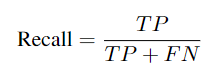 Recall = TP / TP + FN